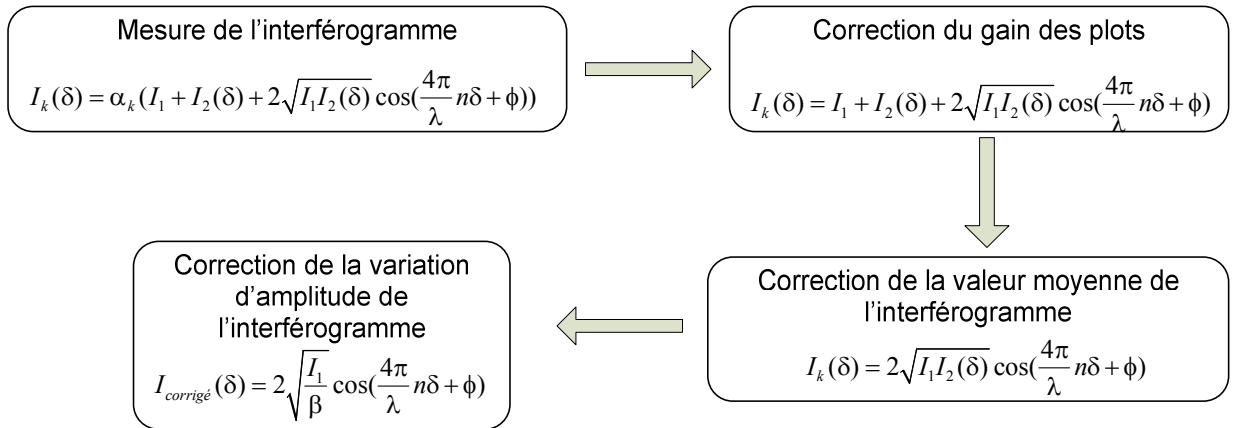 Mesure de l'interférogramme
I_k(δ) = α_k(I_1 + I_2(δ) + 2√(I_1I_2(δ)) cos(4π/λ nδ + φ))
Correction du gain des plots
I_k(δ) = I_1 + I_2(δ) + 2√(I_1I_2(δ)) cos(4π/λ nδ + φ)
Correction de la valeur moyenne de
l'interférogramme
I_k(δ) = 2√(I_1I_2(δ)) cos(4π/λ nδ + φ)
Correction de la variation
d'amplitude de
l'interférogramme
I_corrigé(δ) = 2√(I_1/β) cos(4π/λ nδ + φ)